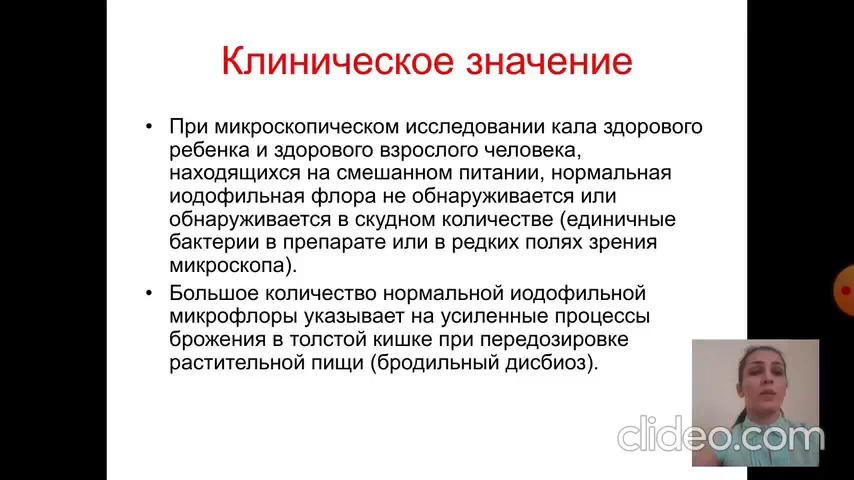 Клиническое значение
• При микроскопическом исследовании кала здорового
ребенка и здорового взрослого человека,
находящихся на смешанном питании, нормальная
иодофильная флора не обнаруживается или
обнаруживается в скудном количестве (единичные
бактерии в препарате или в редких полях зрения
микроскопа).
• Большое количество нормальной иодофильной
микрофлоры указывает на усиленные процессы
брожения в толстой кишке при передозировке
растительной пищи (бродильный дисбиоз).
clideo.com